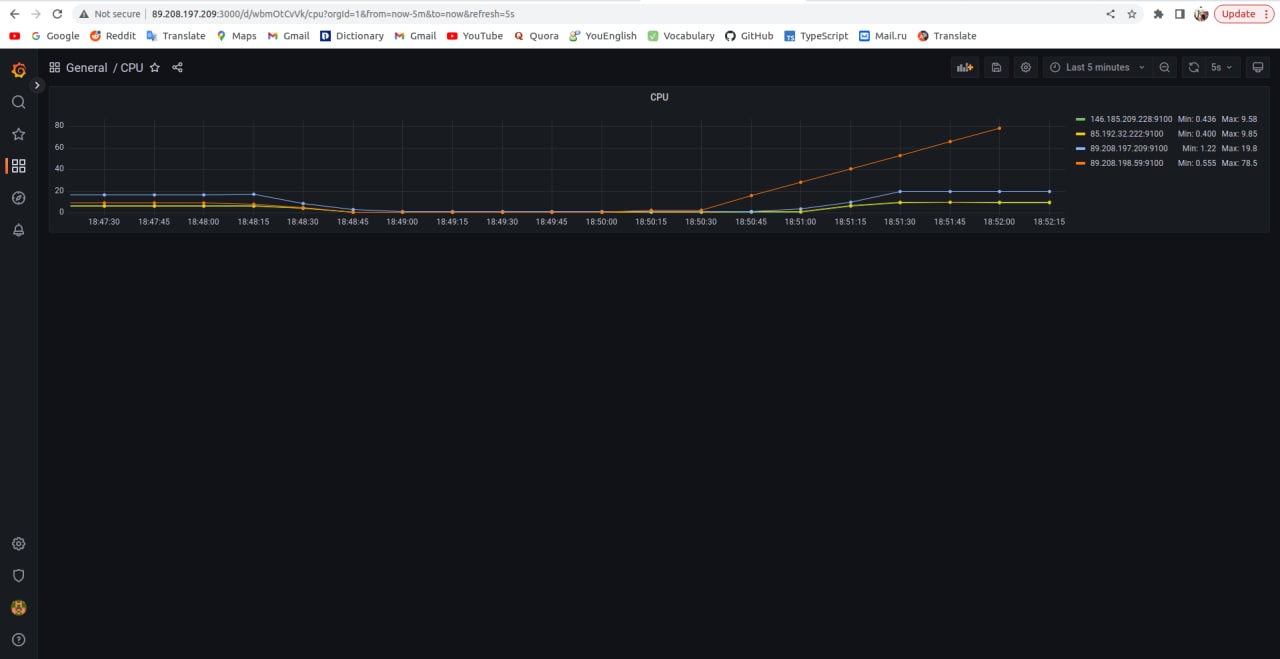 Not secure 89.208.197.209:3000/d/wbmOtCvVk/cpu?orgId=1&from=now-5m&to=now&refresh=5s Update
Google Reddit Translate Maps Gmail Dictionary Gmail YouTube Quora YouEnglish Vocabulary GitHub TypeScript Mail.ru Translate
General / CPU Last 5 minutes 5s
CPU
80
60
40
20
0
18:47:30 18:47:45 18:48:00 18:48:15 18:48:30 18:48:45 18:49:00 18:49:15 18:49:30 18:49:45 18:50:00 18:50:15 18:50:30 18:50:45 18:51:00 18:51:15 18:51:30 18:51:45 18:52:00 18:52:15
146.185.209.228:9100 Min: 0.436 Max: 9.58
85.192.32.222:9100 Min: 0.400 Max: 9.85
89.208.197.209:9100 Min: 1.22 Max: 19.8
89.208.198.59:9100 Min: 0.555 Max: 78.5